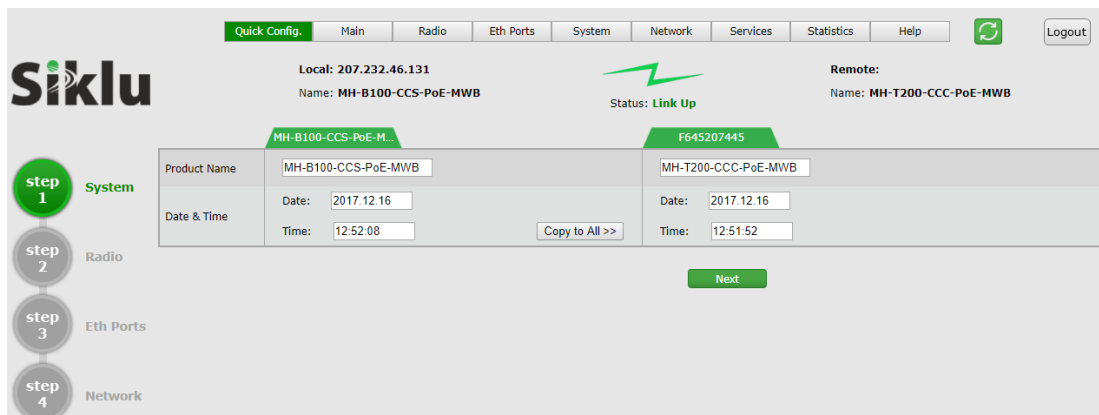 Quick Config. Main Radio Eth Ports System Network Services Statistics Help Logout
Siklu
Local: 207.232.46.131
Name: MH-B100-CCS-PoE-MWB
Status: Link Up
Remote:
Name: MH-T200-CCC-PoE-MWB
MH-B100-CCS-PoE-M... F645207445
step 1 System
Product Name MH-B100-CCS-PoE-MWB MH-T200-CCC-PoE-MWB
Date & Time
Date: 2017.12.16 Date: 2017.12.16
Time: 12:52:08 Copy to All >> Time: 12:51:52
step 2 Radio
Next
step 3 Eth Ports
step 4 Network